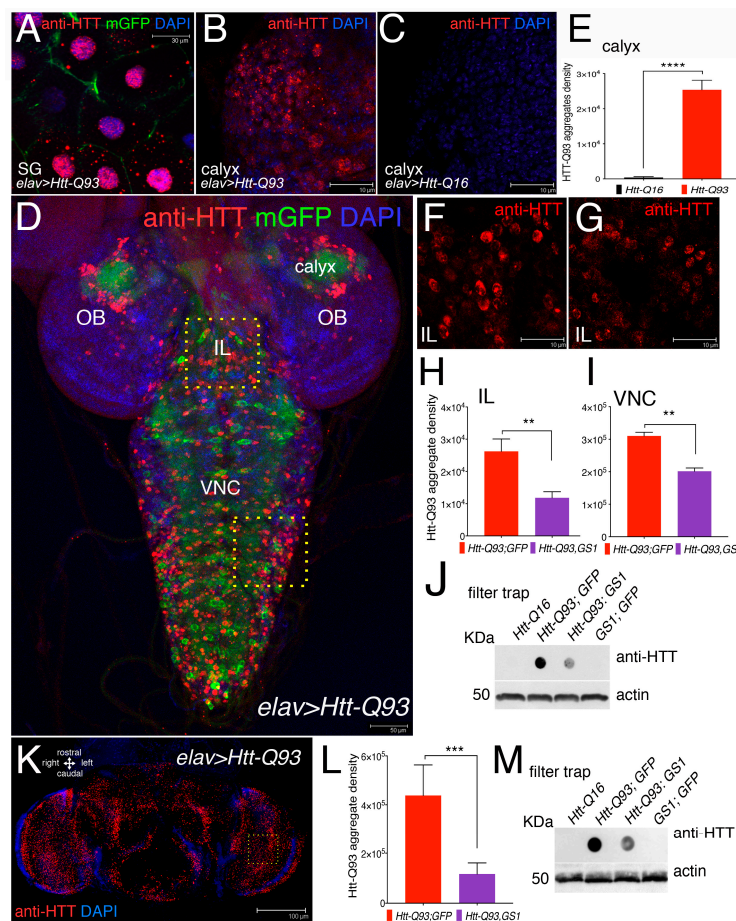 A
anti-HTT mGFP DAPI
30 µm
SG
elav>Htt-Q93
B
anti-HTT DAPI
calyx
elav>Htt-Q93
10 µm
C
anti-HTT DAPI
calyx
elav>Htt-Q16
10 µm
E
calyx
HTT-Q93 aggregates density
3×10⁶
2×10⁶
1×10⁶
0
****
Htt-Q16
Htt-Q93
D
anti-HTT mGFP DAPI
calyx
OB
OB
IL
VNC
elav>Htt-Q93
50 µm
F
anti-HTT
IL
10 µm
G
anti-HTT
IL
10 µm
H
IL
Htt-Q93 aggregate density
4×10⁴
3×10⁴
2×10⁴
1×10⁴
0
**
Htt-Q93;GFP
Htt-Q93,GS1
I
VNC
4×10⁵
3×10⁵
2×10⁵
1×10⁵
0
**
Htt-Q93;GFP
Htt-Q93,GS
J
filter trap
Htt-Q16
Htt-Q93; GFP
Htt-Q93: GS1
GS1; GFP
KDa
anti-HTT
50
actin
K
rostral
right
left
caudal
elav>Htt-Q93
anti-HTT DAPI
100 µm
L
Htt-Q93 aggregate density
6×10⁵
4×10⁵
2×10⁵
0
***
Htt-Q93;GFP
Htt-Q93,GS1
M
filter trap
Htt-Q16
Htt-Q93; GFP
Htt-Q93: GS1
GS1; GFP
KDa
anti-HTT
50
actin